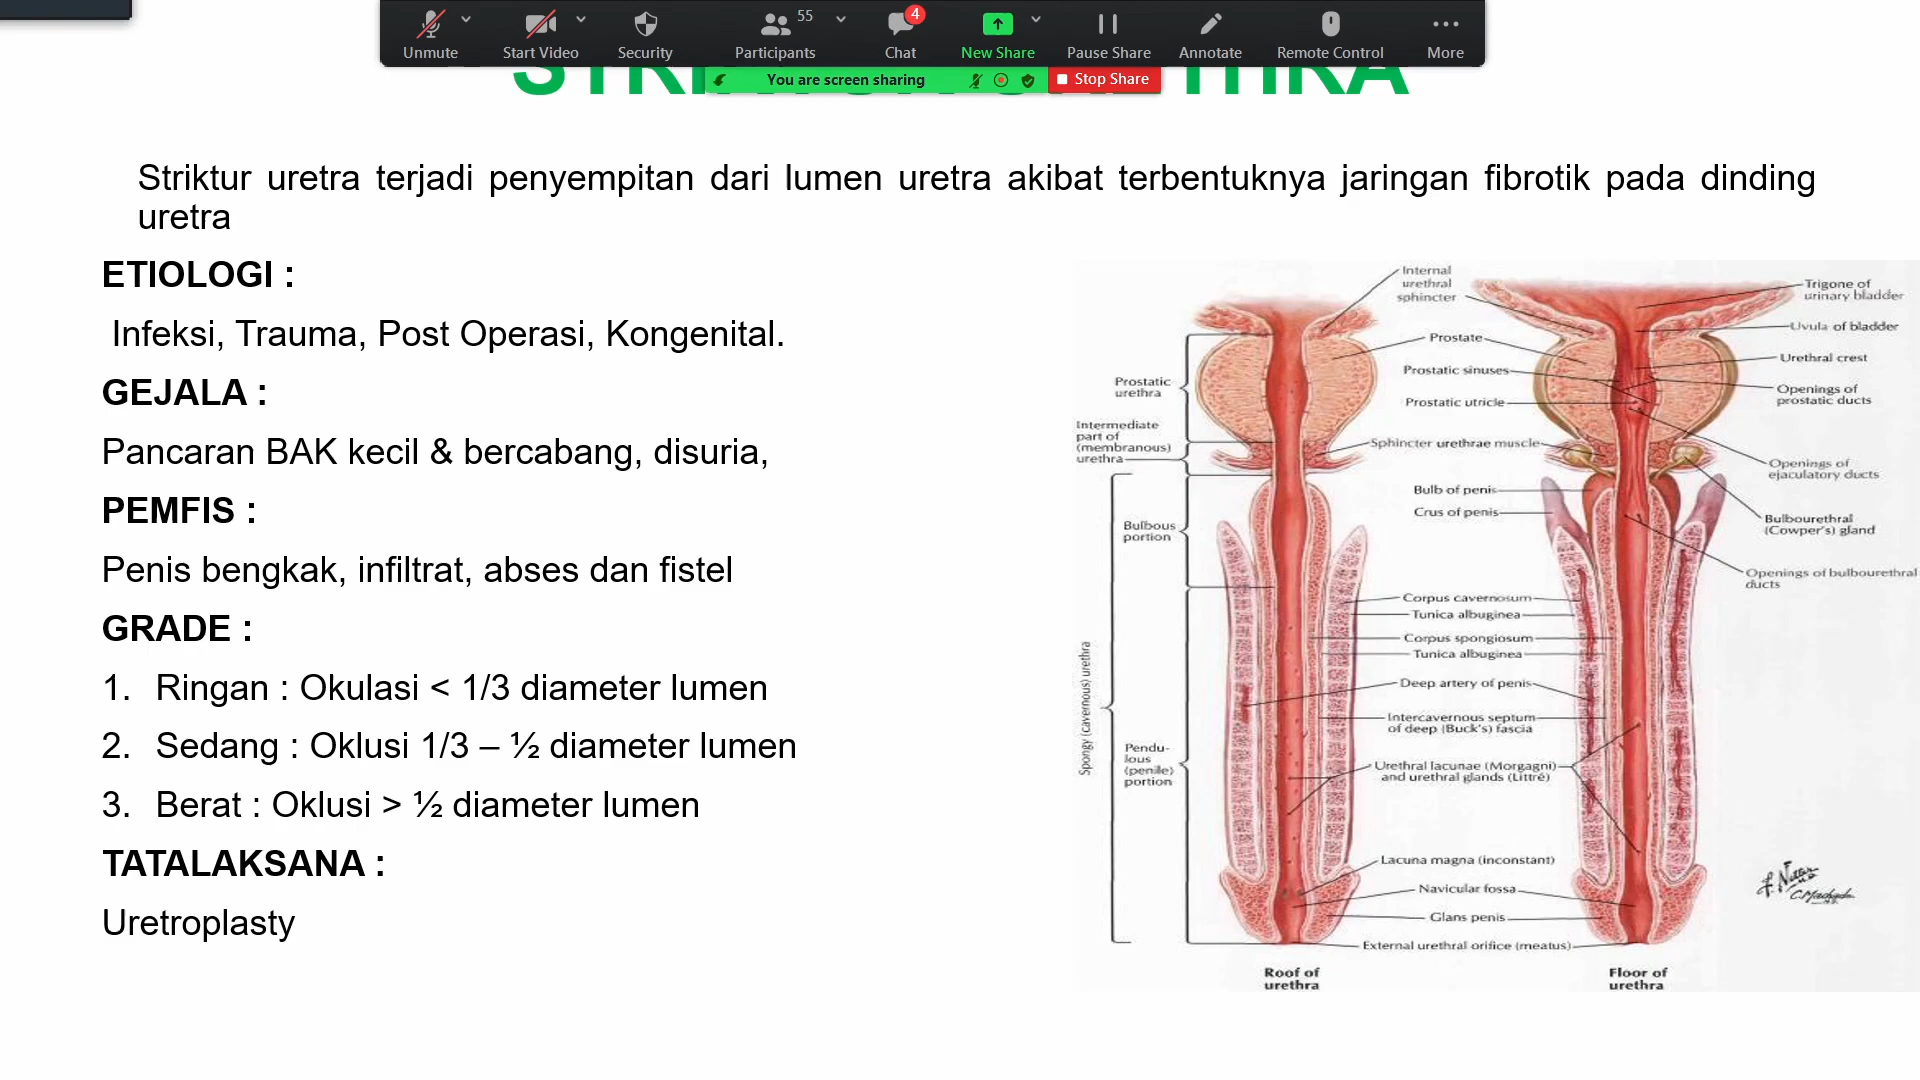 Unmute
Start Video
Security
55
Participants
4
Chat
New Share
Pause Share
Annotate
Remote Control
More
You are screen sharing
Stop Share
Striktur uretra terjadi penyempitan dari lumen uretra akibat terbentuknya jaringan fibrotik pada dinding
uretra
ETIOLOGI :
Infeksi, Trauma, Post Operasi, Kongenital.
GEJALA :
Pancaran BAK kecil & bercabang, disuria,
PEMFIS :
Penis bengkak, infiltrat, abses dan fistel
GRADE :
1. Ringan : Okulasi < 1/3 diameter lumen
2. Sedang : Oklusi 1/3 – ½ diameter lumen
3. Berat : Oklusi > ½ diameter lumen
TATALAKSANA :
Uretroplasty
Prostatic
urethra
Intermediate
part of
(membranous)
urethra
Bulbous
portion
Spongy (cavernous) urethra
Pendu-
lous
(penile)
portion
Internal
urethral
sphincter
Prostate
Prostatic sinuses
Prostatic utricle
Sphincter urethrae muscle
Bulb of penis
Crus of penis
Corpus cavernosum
Tunica albuginea
Corpus spongiosum
Tunica albuginea
Deep artery of penis
Intercavernous septum
of deep (Buck's) fascia
Urethral lacunae (Morgagni)
and urethral glands (Littré)
Lacuna magna (inconstant)
Navicular fossa
Glans penis
External urethral orifice (meatus)
Trigone of
urinary bladder
Uvula of bladder
Urethral crest
Openings of
prostatic ducts
Openings of
ejaculatory ducts
Bulbourethral
(Cowper's) gland
Openings of bulbourethral
ducts
Roof of
urethra
Floor of
urethra